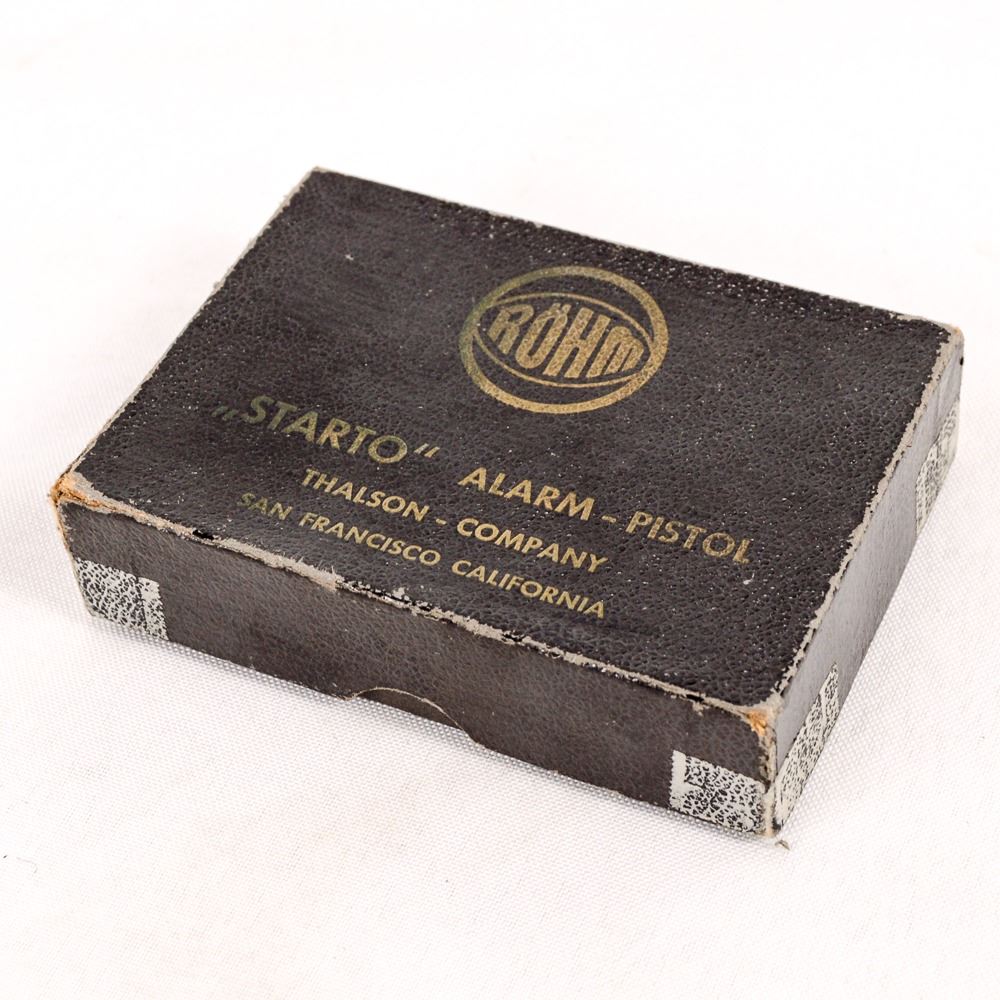 RÖHM
„STARTO“ ALARM - PISTOL
THALSON - COMPANY
SAN FRANCISCO CALIFORNIA